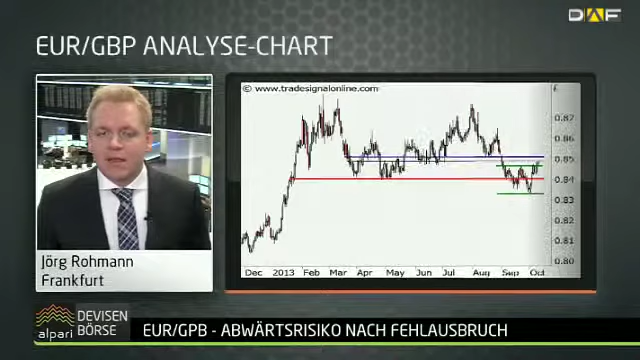 DAF
EUR/GBP ANALYSE-CHART
© www.tradesignalonline.com
£
0.87
0.86
0.85
0.84
0.83
0.82
0.81
0.80
Dec 2013 Feb Mar Apr May Jun Jul Aug Sep Oct
Jörg Rohmann
Frankfurt
alpari
DEVISEN
BÖRSE
EUR/GPB - ABWÄRTSRISIKO NACH FEHLAUSBRUCH